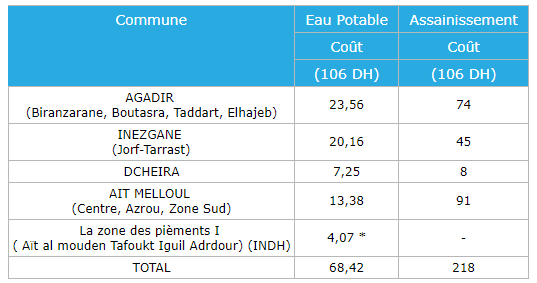 Commune Eau Potable Assainissement
Coût Coût
(106 DH) (106 DH)
AGADIR
(Biranzarane, Boutasra, Taddart, Elhajeb) 23,56 74
INEZGANE
(Jorf-Tarrast) 20,16 45
DCHEIRA 7,25 8
AIT MELLOUL
(Centre, Azrou, Zone Sud) 13,38 91
La zone des pièments I
( Aït al mouden Tafoukt Iguil Adrdour) (INDH) 4,07 * -
TOTAL 68,42 218